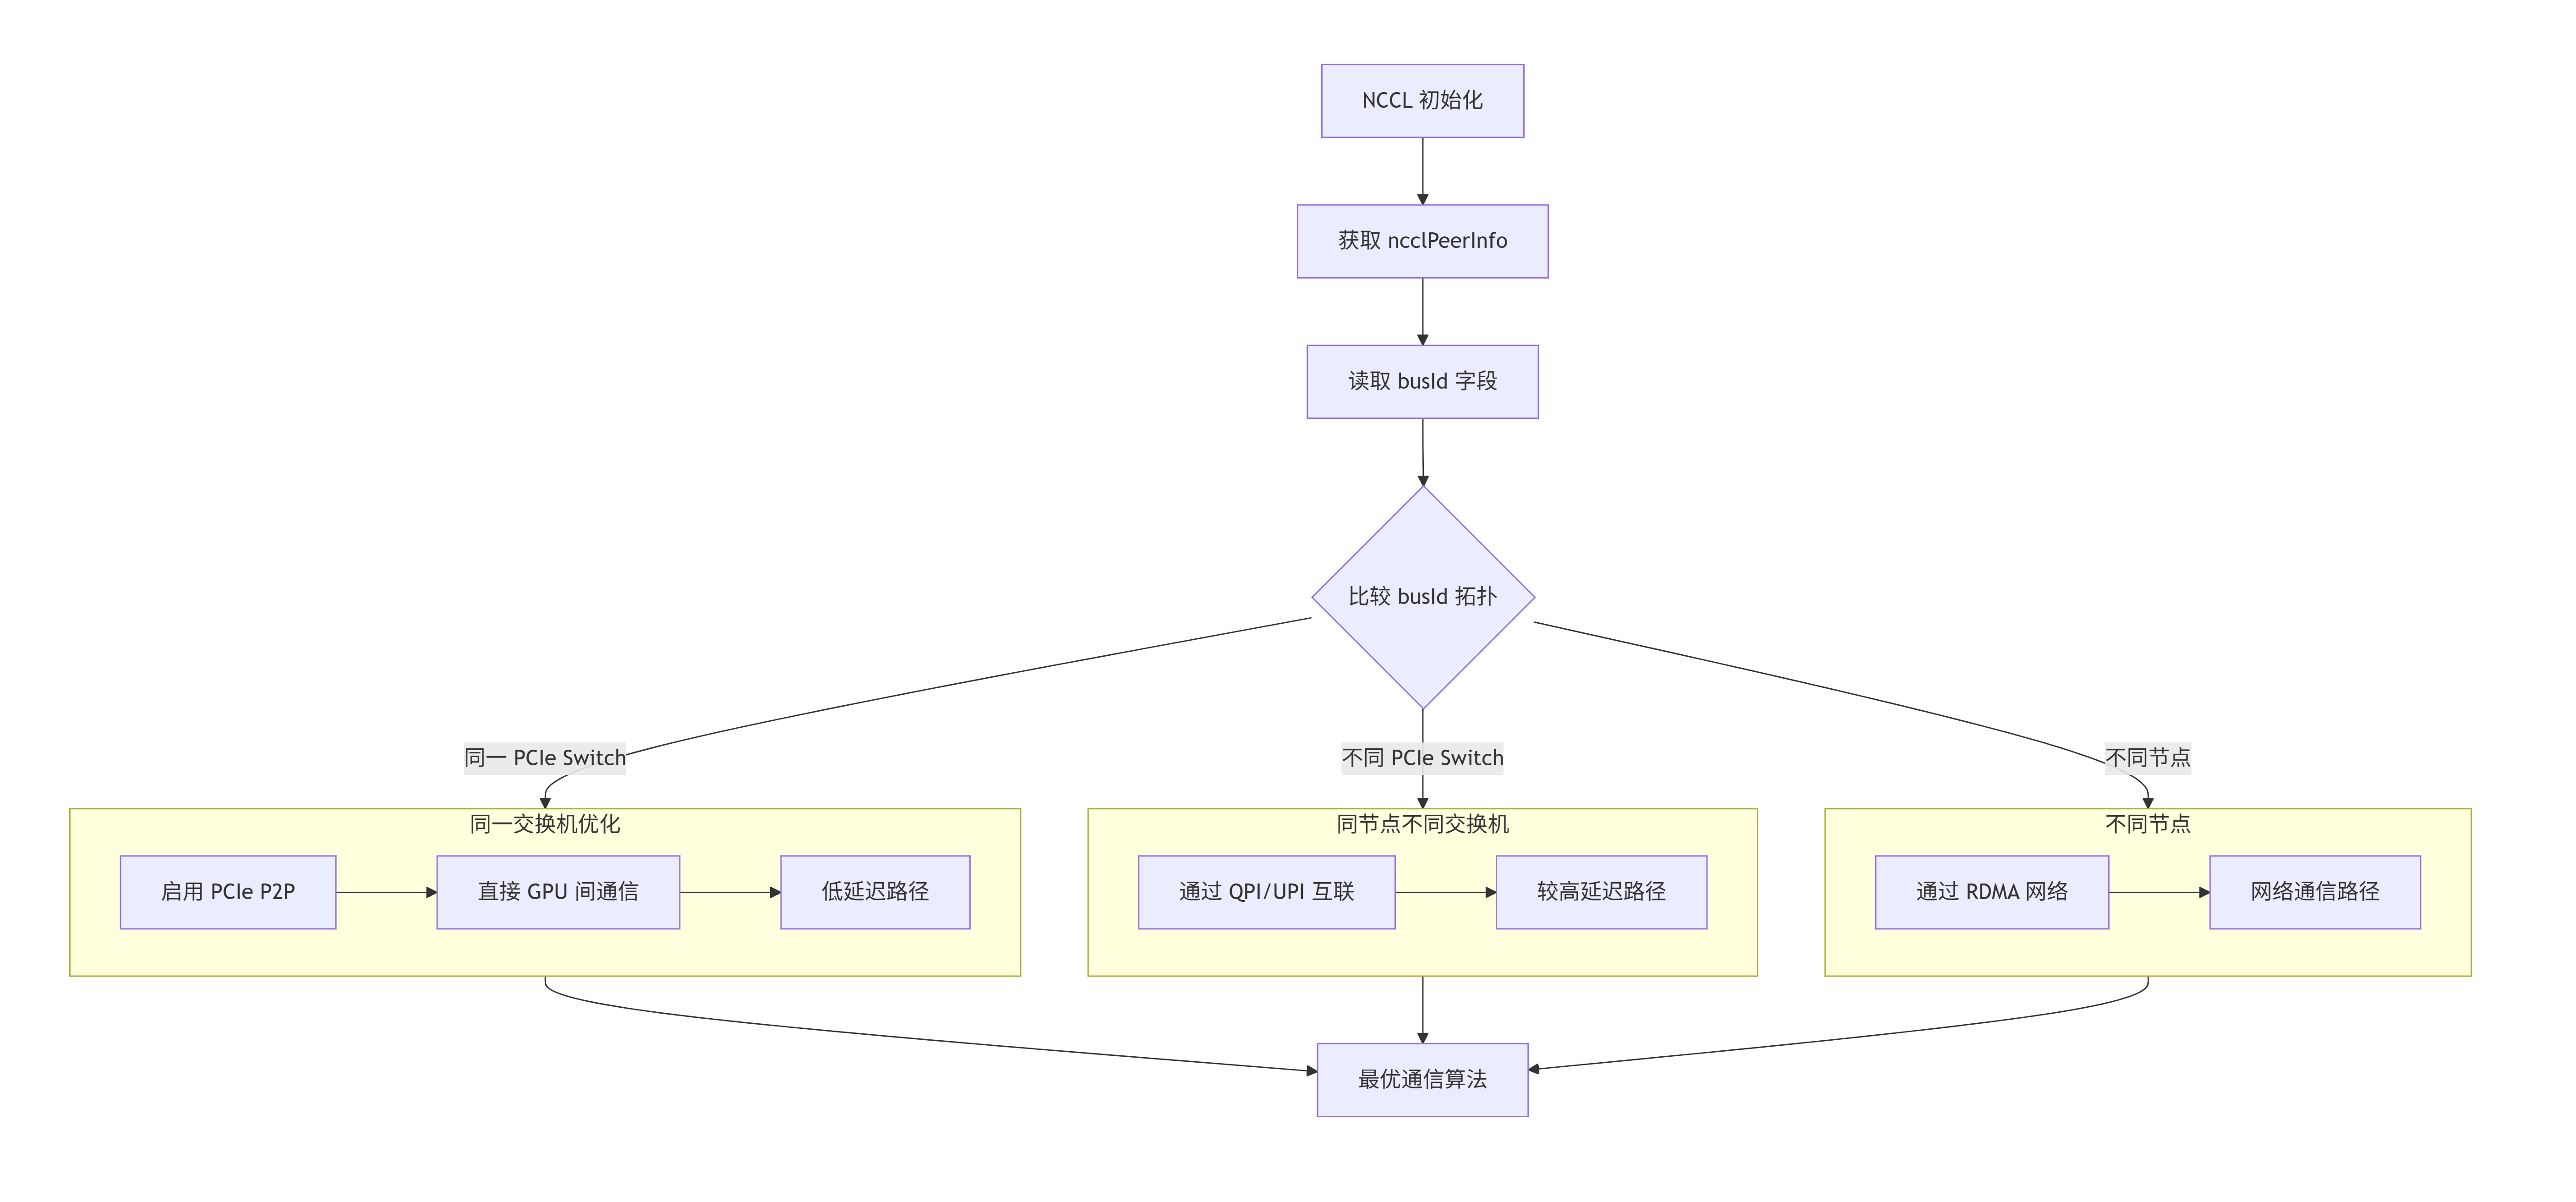 NCCL 初始化
获取 ncclPeerInfo
读取 busId 字段
比较 busId 拓扑
同一 PCIe Switch
不同 PCIe Switch
不同节点
同一交换机优化
启用 PCIe P2P
直接 GPU 间通信
低延迟路径
同节点不同交换机
通过 QPI/UPI 互联
较高延迟路径
不同节点
通过 RDMA 网络
网络通信路径
最优通信算法